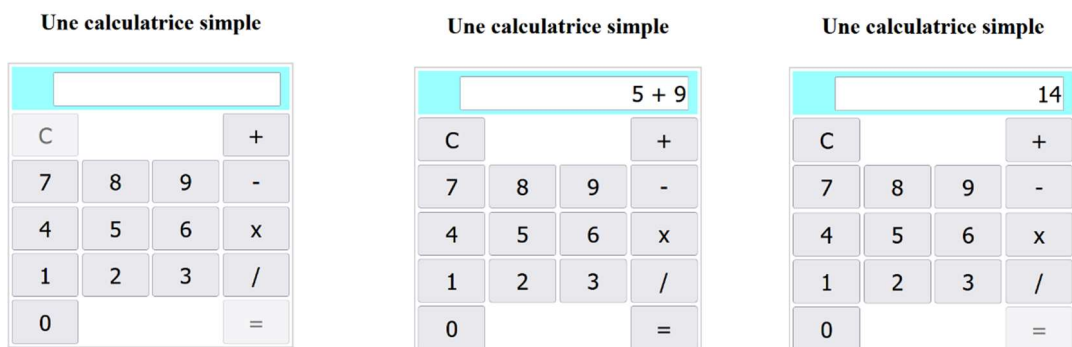 Une calculatrice simple
C +
7 8 9 -
4 5 6 x
1 2 3 /
0 =
Une calculatrice simple
5 + 9
C +
7 8 9 -
4 5 6 x
1 2 3 /
0 =
Une calculatrice simple
14
C +
7 8 9 -
4 5 6 x
1 2 3 /
0 =